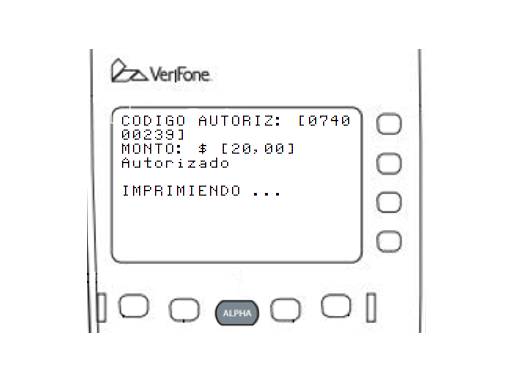 VeriFone.
CODIGO AUTORIZ: [0740
00239]
MONTO: $ [20,00]
Autorizado
IMPRIMIENDO ...
ALPHA